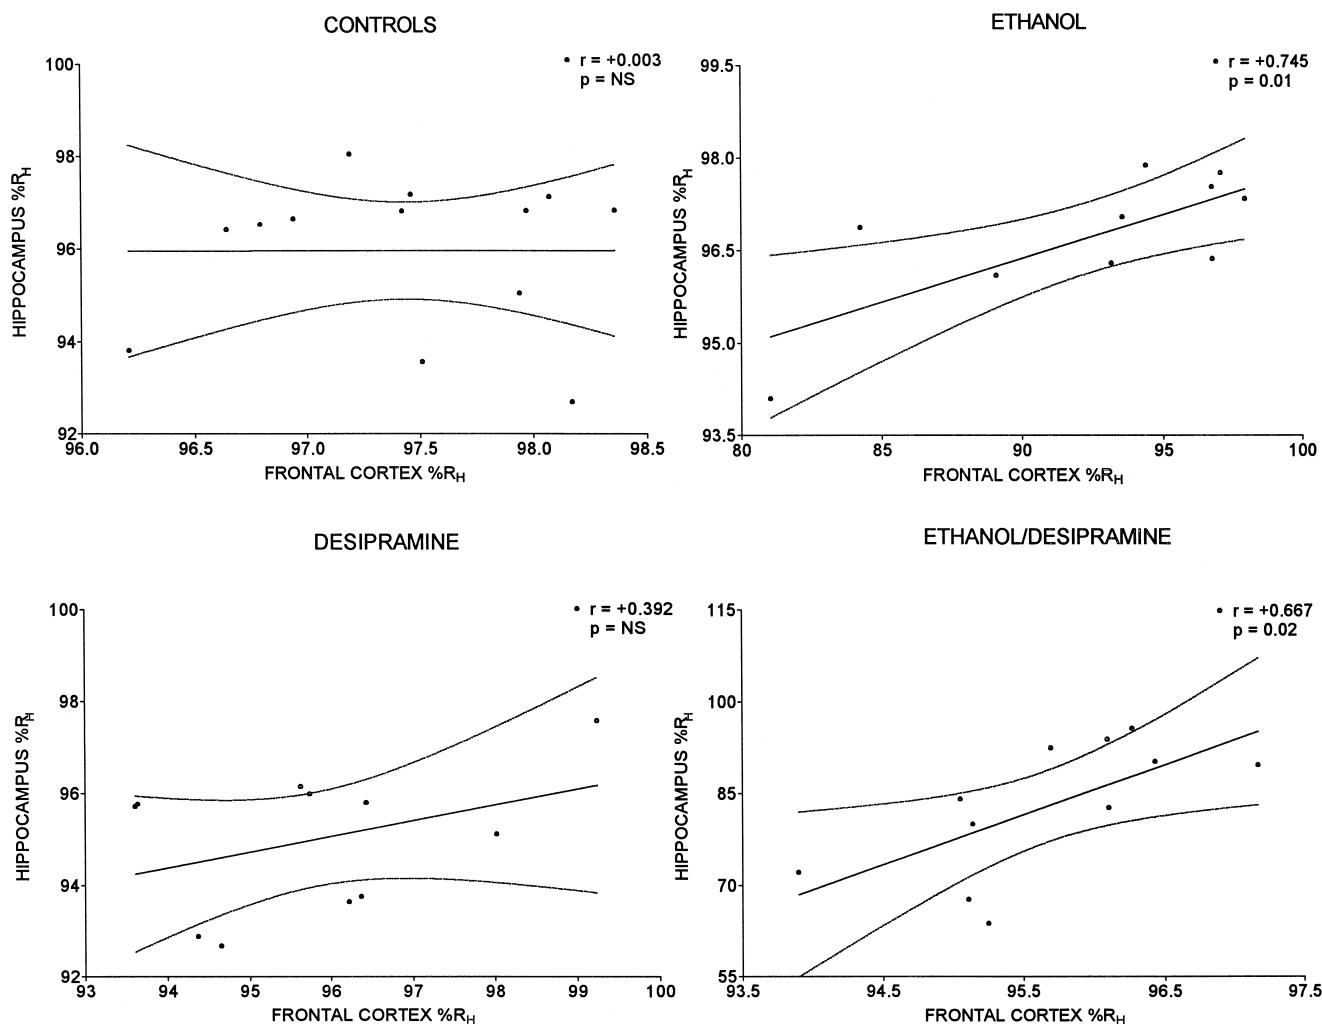 CONTROLS
r = +0.003
p = NS
100
98
96
94
92
96.0 96.5 97.0 97.5 98.0 98.5
HIPPOCAMPUS %RH
FRONTAL CORTEX %RH
ETHANOL
r = +0.745
p = 0.01
99.5
98.0
96.5
95.0
93.5
80 85 90 95 100
HIPPOCAMPUS %RH
FRONTAL CORTEX %RH
DESIPRAMINE
r = +0.392
p = NS
100
98
96
94
92
93 94 95 96 97 98 99 100
HIPPOCAMPUS %RH
FRONTAL CORTEX %RH
ETHANOL/DESIPRAMINE
r = +0.667
p = 0.02
115
100
85
70
55
93.5 94.5 95.5 96.5 97.5
HIPPOCAMPUS %RH
FRONTAL CORTEX %RH